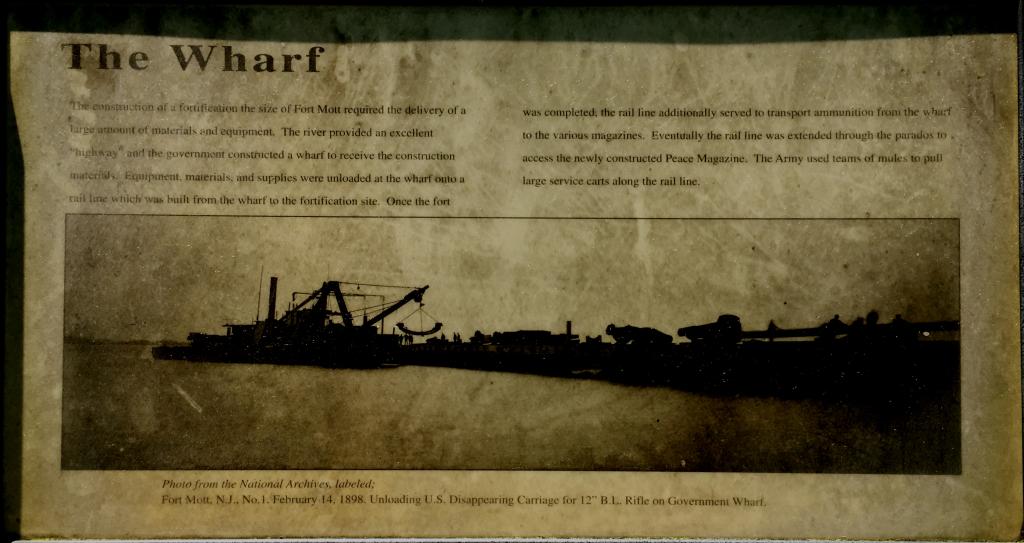 The Wharf
The construction of a fortification the size of Fort Mott required the delivery of a
large amount of materials and equipment. The river provided an excellent
"highway" and the government constructed a wharf to receive the construction
materials. Equipment, materials, and supplies were unloaded at the wharf onto a
rail line which was built from the wharf to the fortification site. Once the fort
was completed, the rail line additionally served to transport ammunition from the wharf
to the various magazines. Eventually the rail line was extended through the parados to
access the newly constructed Peace Magazine. The Army used teams of mules to pull
large service carts along the rail line.
Photo from the National Archives, labeled;
Fort Mott, N.J., No.1. February 14, 1898. Unloading U.S. Disappearing Carriage for 12" B.L. Rifle on Government Wharf.